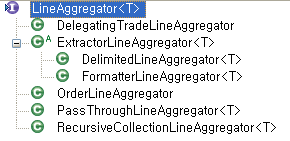 LineAggregator<T>
DelegatingTradeLineAggregator
A ExtractorLineAggregator<T>
DelimitedLineAggregator<T>
FormatterLineAggregator<T>
OrderLineAggregator
PassThroughLineAggregator<T>
RecursiveCollectionLineAggregator<T>